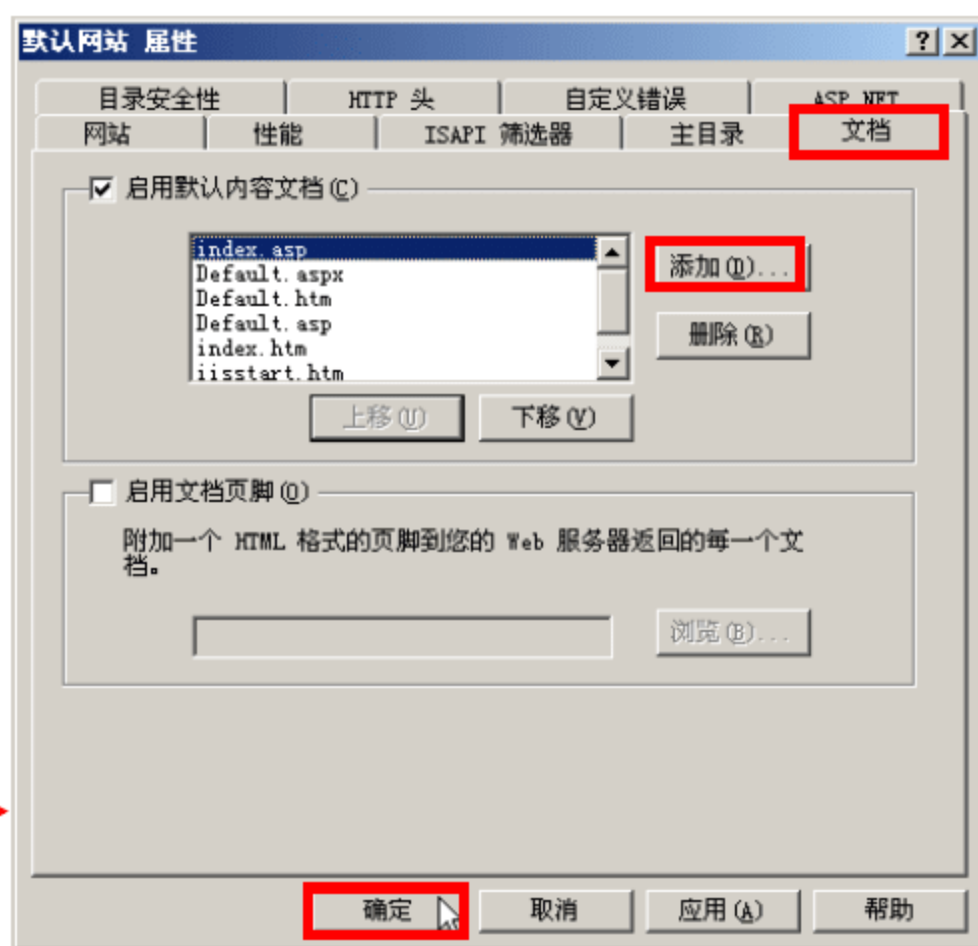 默认网站 属性
目录安全性 HTTP 头 自定义错误 ASP.NET
网站 性能 ISAPI 筛选器 主目录 文档
启用默认内容文档(C)
index.asp
Default.aspx
Default.htm
Default.asp
index.htm
iisstart.htm
添加(D)...
删除(R)
上移(U) 下移(V)
启用文档页脚(O)
附加一个 HTML 格式的页脚到您的 Web 服务器返回的每一个文
档。
浏览(B)...
确定 取消 应用(A) 帮助